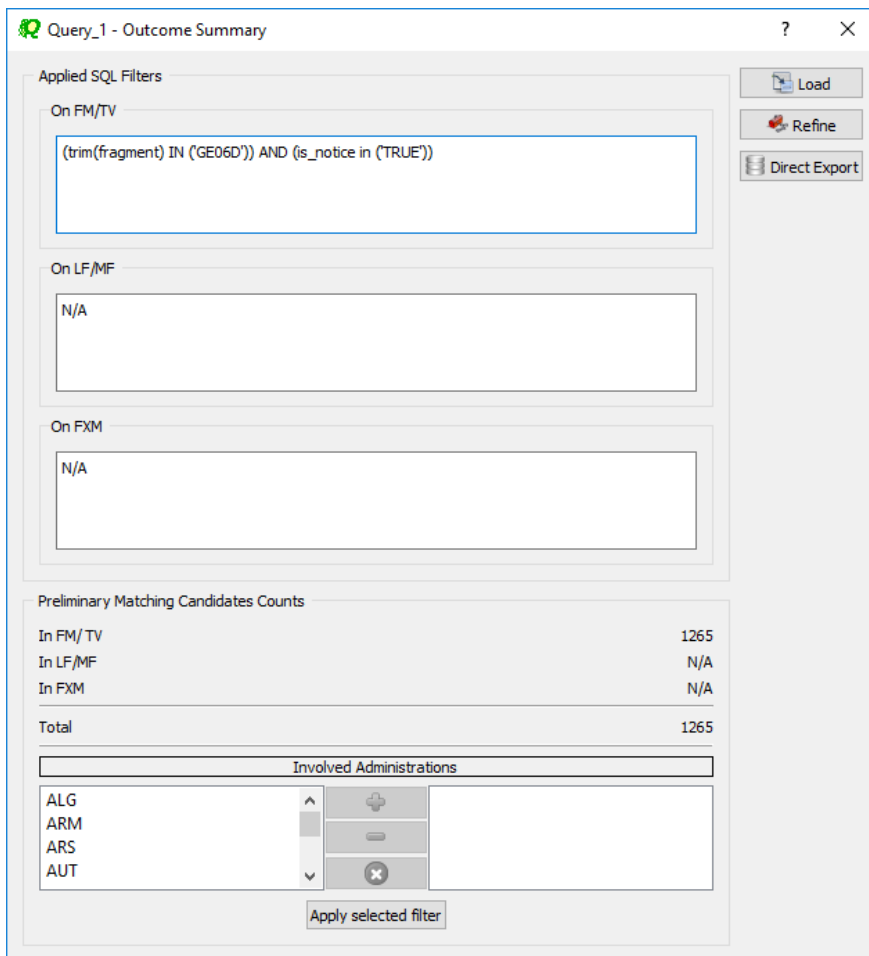 Query_1 - Outcome Summary
?
Applied SQL Filters
On FM/TV
(trim(fragment) IN ('GE06D')) AND (is_notice in ('TRUE'))
On LF/MF
N/A
On FXM
N/A
Load
Refine
Direct Export
Preliminary Matching Candidates Counts
In FM/ TV 1265
In LF/MF N/A
In FXM N/A
Total 1265
Involved Administrations
ALG
ARM
ARS
AUT
Apply selected filter